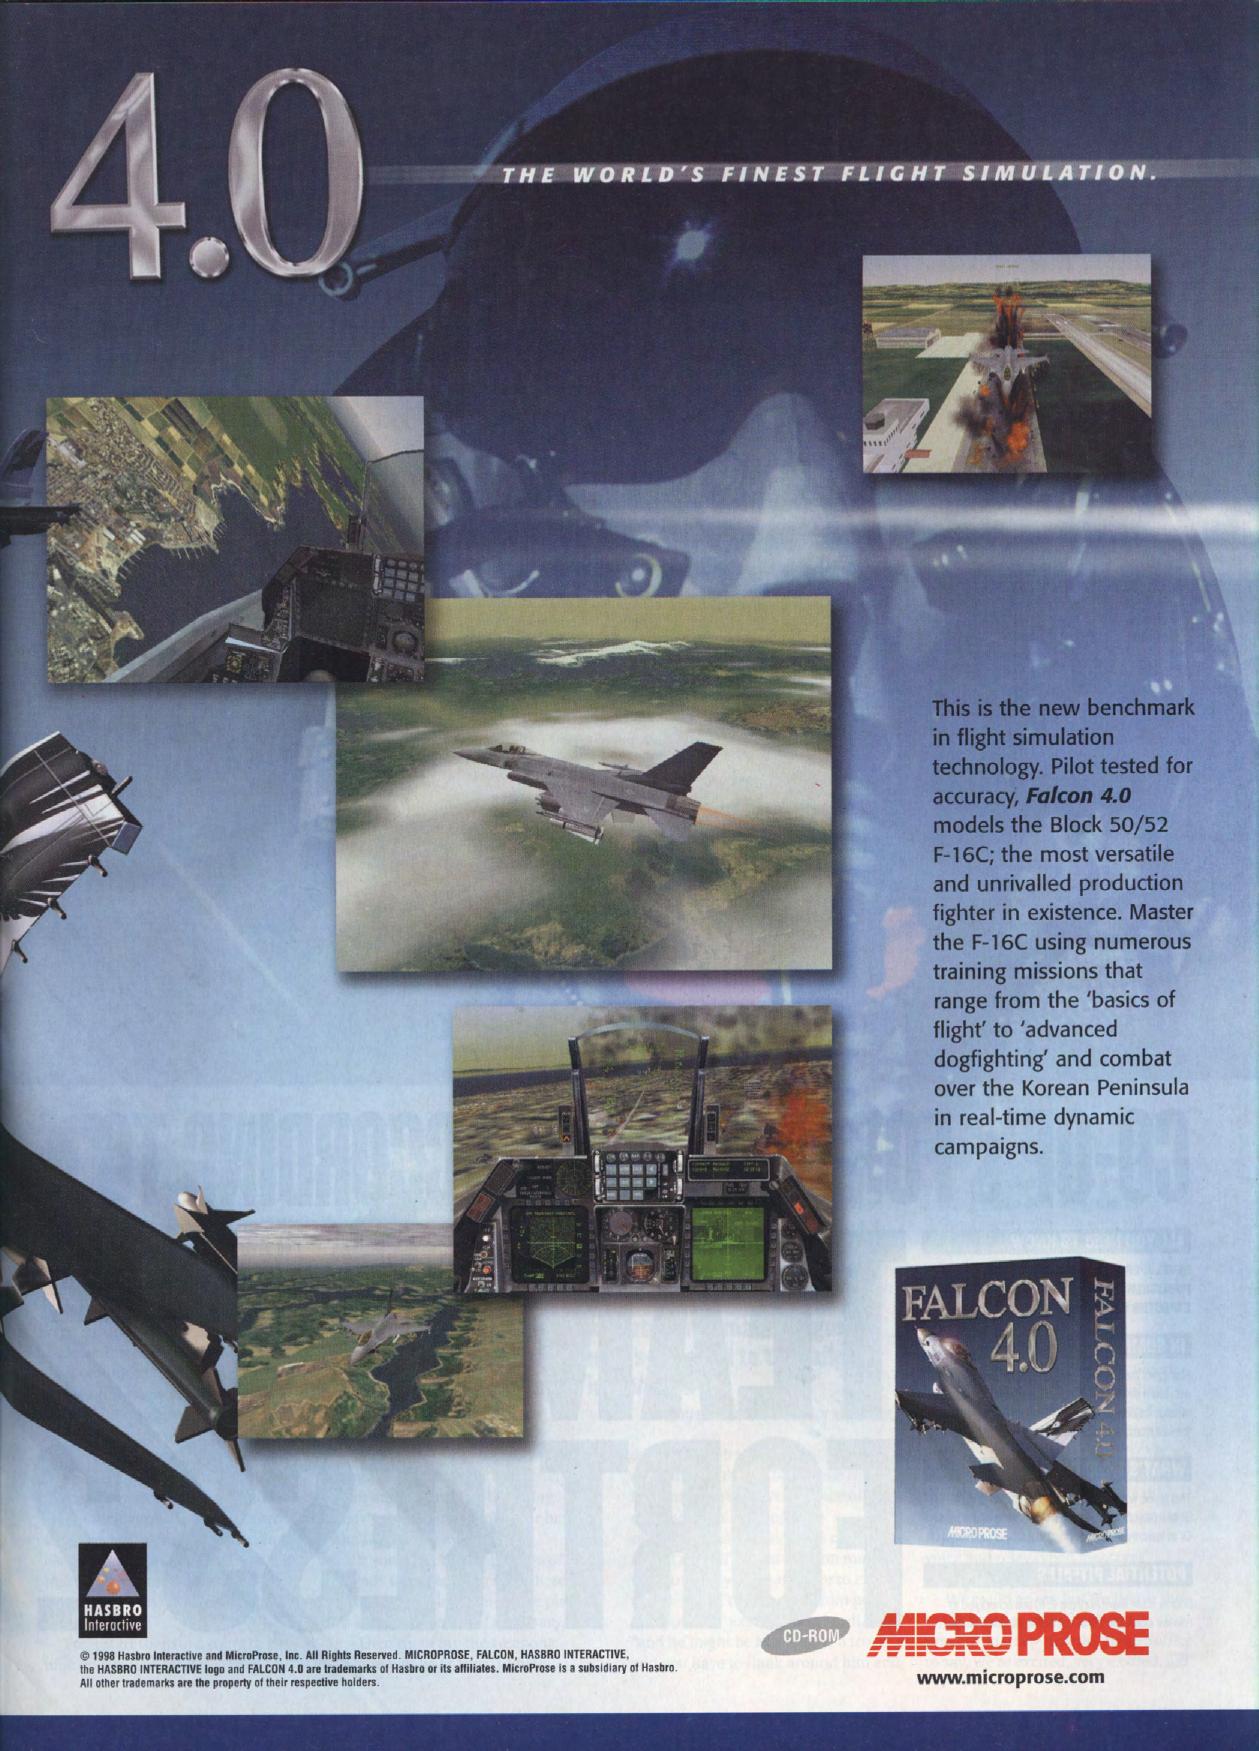 4.0
THE WORLD'S FINEST FLIGHT SIMULATION.
This is the new benchmark
in flight simulation
technology. Pilot tested for
accuracy, Falcon 4.0
models the Block 50/52
F-16C; the most versatile
and unrivalled production
fighter in existence. Master
the F-16C using numerous
training missions that
range from the 'basics of
flight' to 'advanced
dogfighting' and combat
over the Korean Peninsula
in real-time dynamic
campaigns.
FALCON
4.0
FALCON 4.0
MICROPROSE
MICROPROSE
HASBRO
Interactive
© 1998 Hasbro Interactive and MicroProse, Inc. All Rights Reserved. MICROPROSE, FALCON, HASBRO INTERACTIVE,
the HASBRO INTERACTIVE logo and FALCON 4.0 are trademarks of Hasbro or its affiliates. MicroProse is a subsidiary of Hasbro.
All other trademarks are the property of their respective holders.
CD-ROM
MICROPROSE
www.microprose.com